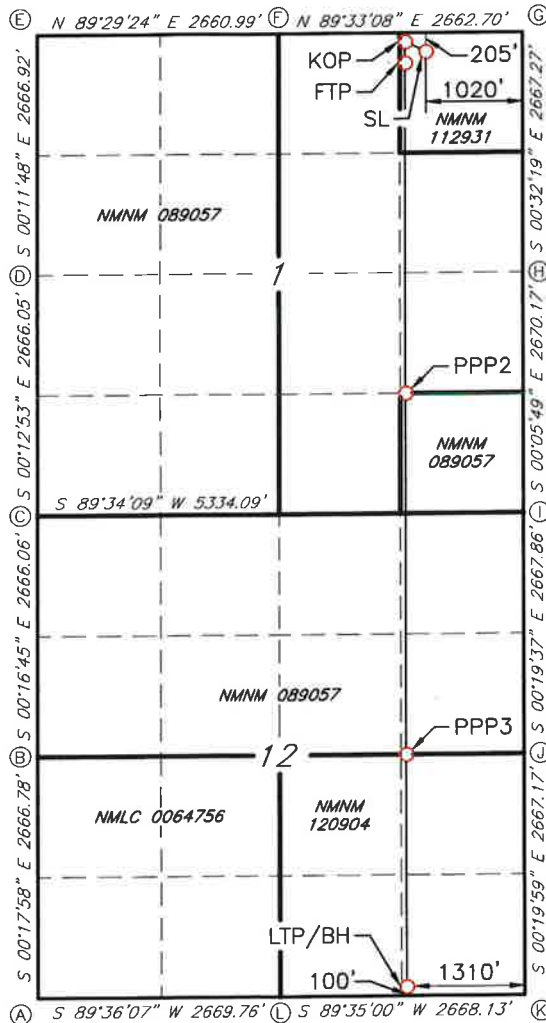 E N 89°29'24" E 2660.99' F N 89°33'08" E 2662.70' G
KOP
205'
FTP
1020'
SL
NMNM
112931
S 00°11'48" E 2666.92'
S 00°32'19" E 2667.27'
NMNM 089057
D
1
H
S 00°12'53" E 2666.05'
S 00°05'49" E 2670.17'
PPP2
NMNM
089057
C S 89°34'09" W 5334.09' I
S 00°16'45" E 2666.06'
S 00°19'37" E 2667.86'
NMNM 089057
PPP3
B
12
J
S 00°17'58" E 2666.78'
S 00°19'59" E 2667.17'
NMLC 0064756
NMNM
120904
LTP/BH
100'
1310'
A S 89°36'07" W 2669.76' L S 89°35'00" W 2668.13' K